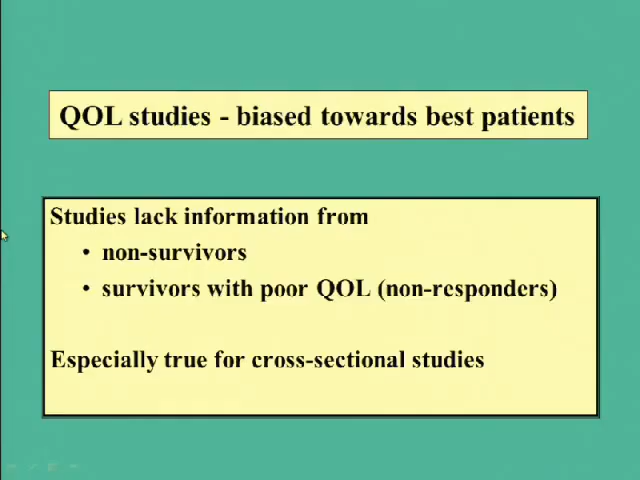 QOL studies - biased towards best patients
Studies lack information from
• non-survivors
• survivors with poor QOL (non-responders)
Especially true for cross-sectional studies